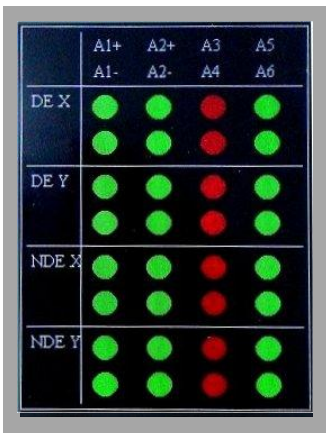 A1+ A2+ A3 A5
A1- A2- A4 A6
DE X
DE Y
NDE X
NDE Y